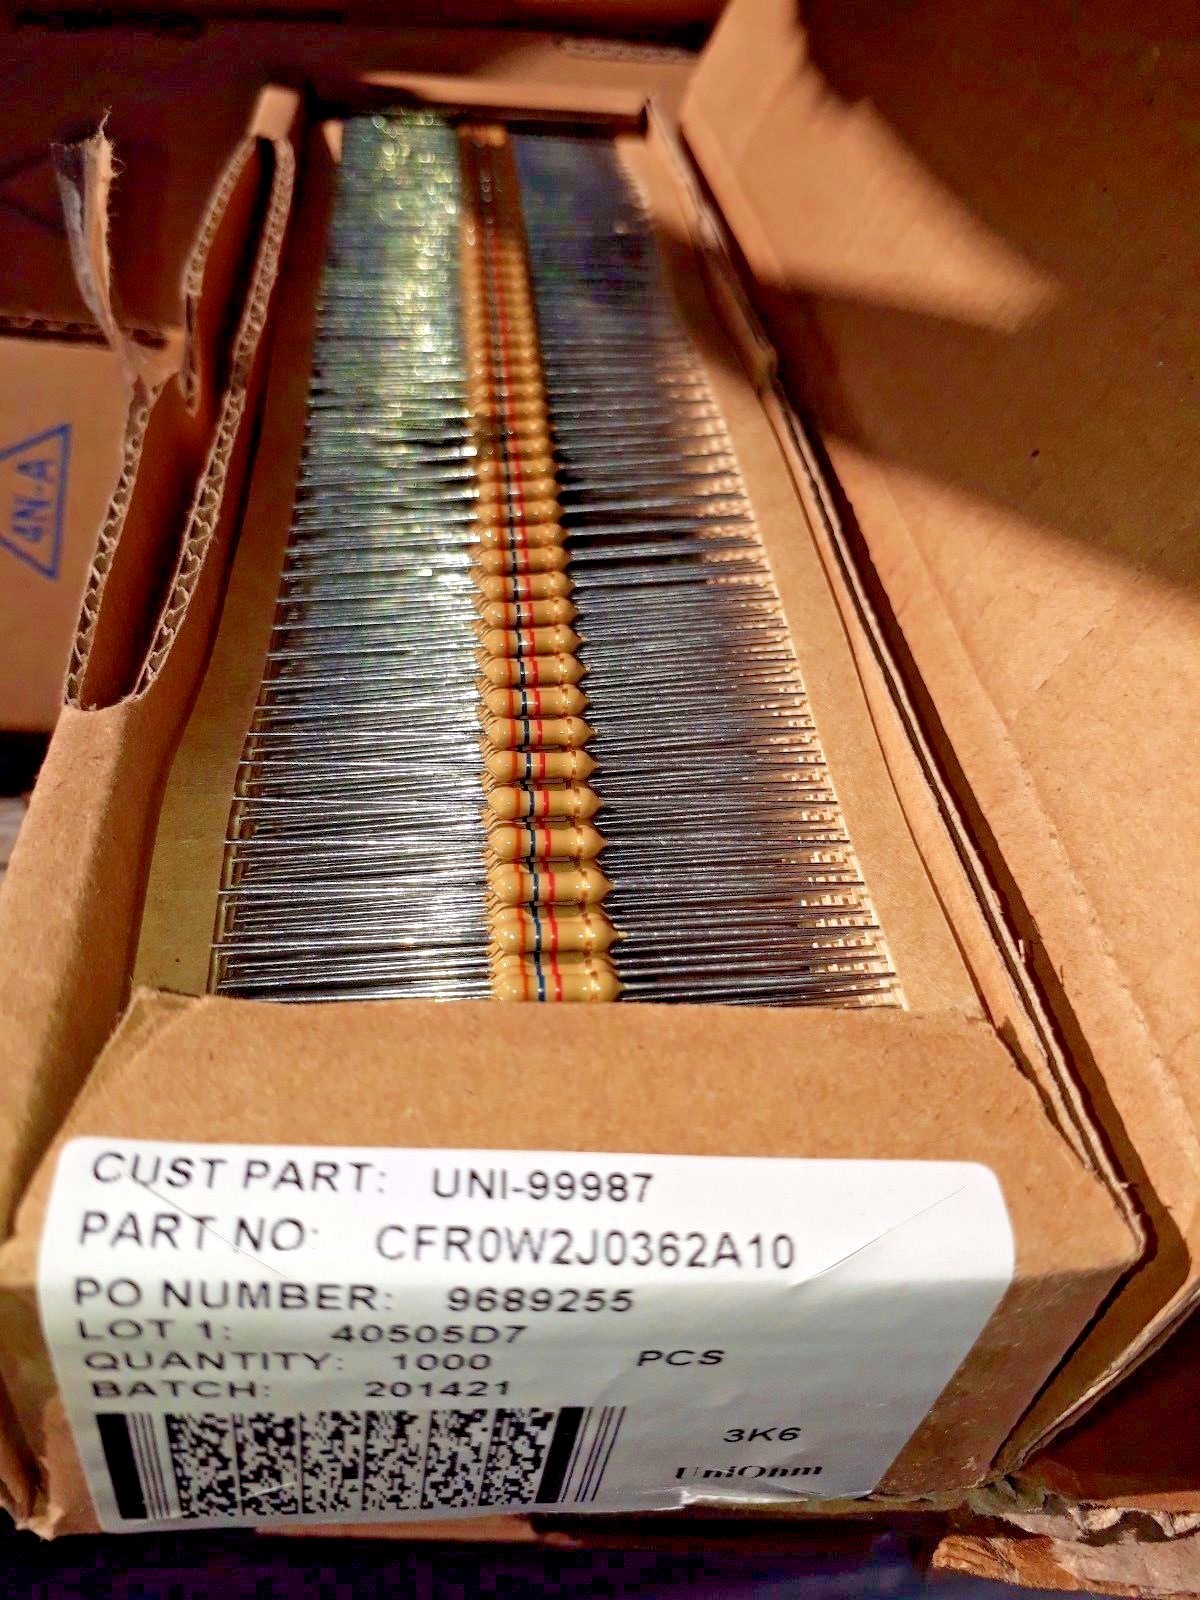 4N-A
CUST PART: UNI-99987
PART NO: CFR0W2J0362A10
PO NUMBER: 9689255
LOT 1: 40505D7
QUANTITY: 1000 PCS
BATCH: 201421
3K6
UniOhm